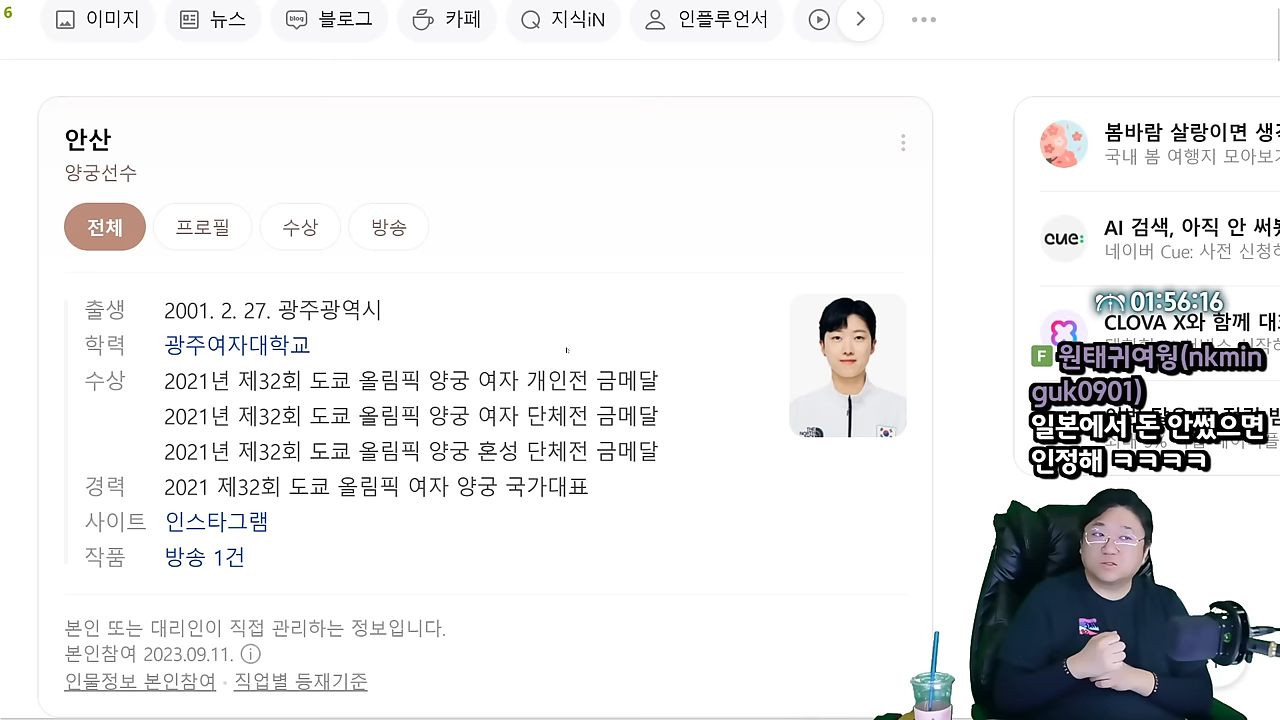 6
이미지
뉴스
blog 블로그
카페
지식iN
인플루언서
안산
양궁선수
전체
프로필
수상
방송
출생 2001. 2. 27. 광주광역시
학력 광주여자대학교
수상 2021년 제32회 도쿄 올림픽 양궁 여자 개인전 금메달
2021년 제32회 도쿄 올림픽 양궁 여자 단체전 금메달
2021년 제32회 도쿄 올림픽 양궁 혼성 단체전 금메달
경력 2021 제32회 도쿄 올림픽 여자 양궁 국가대표
사이트 인스타그램
작품 방송 1건
본인 또는 대리인이 직접 관리하는 정보입니다.
본인참여 2023.09.11.
인물정보 본인참여 · 직업별 등재기준
봄바람 살랑이면 생각
국내 봄 여행지 모아보기
cue:
AI 검색, 아직 안 써봤
네이버 Cue: 사전 신청하
01:56:16
CLOVA X와 함께 대
F 원태귀여웡(nkmin
guk0901)
일본에서 돈 안썼으면
인정해 ㅋㅋㅋㅋ